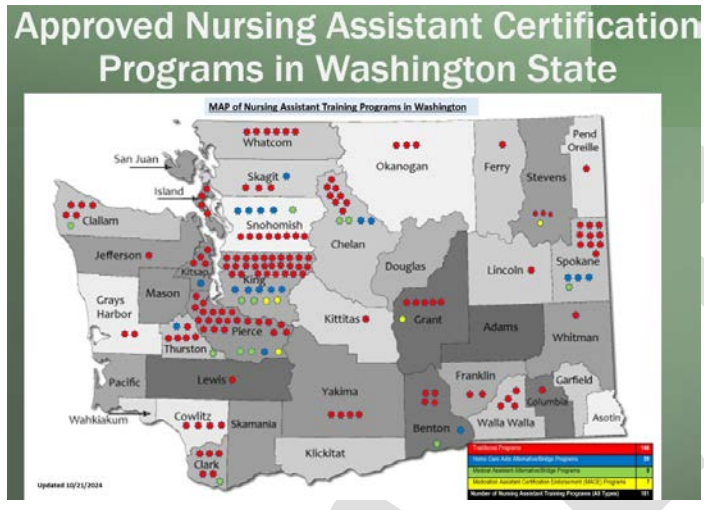 Approved Nursing Assistant Certification
Programs in Washington State
MAP of Nursing Assistant Training Programs in Washington
Whatcom
San Juan
Skagit
Island
Okanogan
Ferry
Stevens
Pend
Oreille
Clallam
Snohomish
Chelan
Jefferson
Kitsap
King
Douglas
Lincoln
Spokane
Grays
Harbor
Mason
Pierce
Thurston
Kittitas
Grant
Adams
Whitman
Pacific
Lewis
Yakima
Franklin
Garfield
Columbia
Wahkiakum
Cowlitz
Skamania
Benton
Walla Walla
Asotin
Clark
Klickitat
Updated 10/21/2024
Traditional Programs
Home Care Aide Alternative/Bridge Programs
Medical Assistant Alternative/Bridge Programs
Medication Assistant Certification Endorsement (MACE) Programs 7
Number of Nursing Assistant Training Programs (All Types) 181